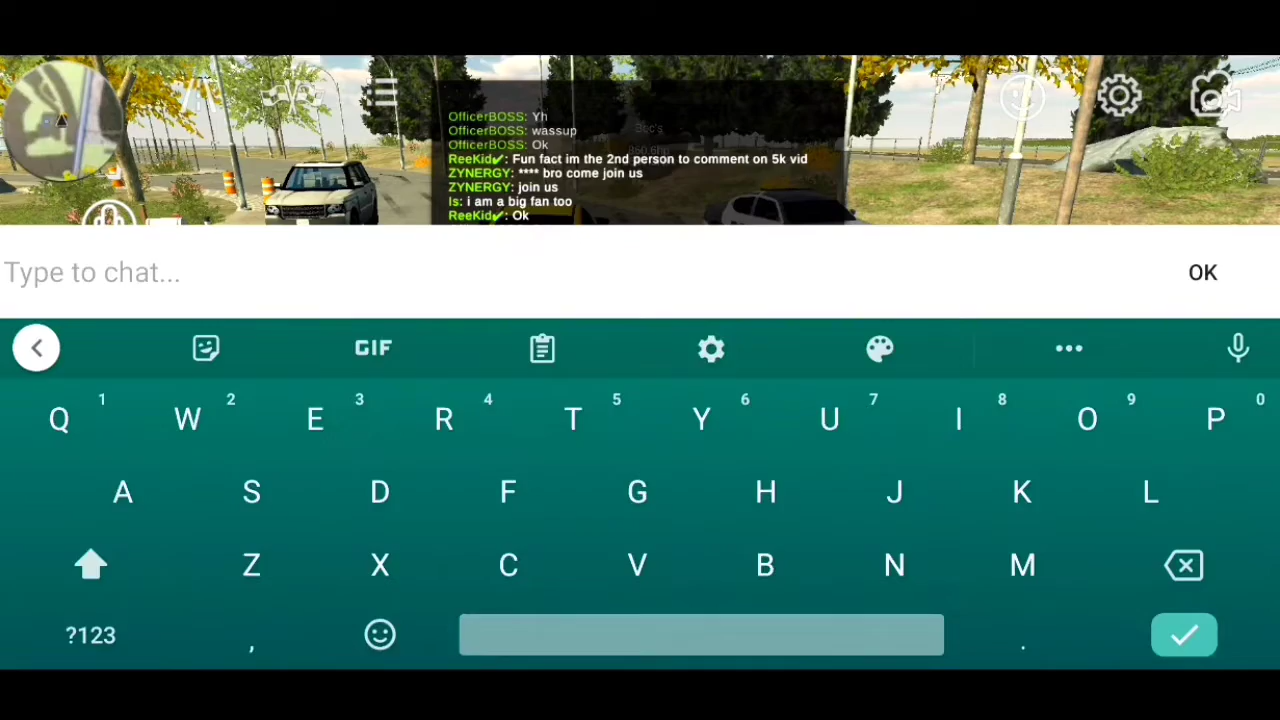 OfficerBOSS: Yh
OfficerBOSS: wassup
OfficerBOSS: Ok
ReeKid✔: Fun fact im the 2nd person to comment on 5k vid
ZYNERGY: **** bro come join us
ZYNERGY: join us
Is: i am a big fan too
ReeKid✔: Ok
Type to chat...
OK
GIF
1 2 3 4 5 6 7 8 9 0
Q W E R T Y U I O P
A S D F G H J K L
Z X C V B N M
?123 , .